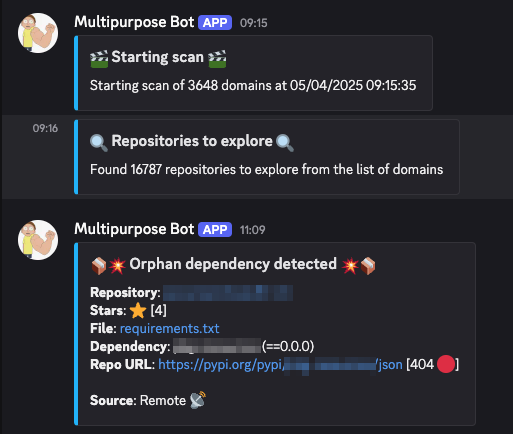 Multipurpose Bot APP 09:15
Starting scan
Starting scan of 3648 domains at 05/04/2025 09:15:35
09:16
Repositories to explore
Found 16787 repositories to explore from the list of domains
Multipurpose Bot APP 11:09
Orphan dependency detected
Repository:
Stars: ⭐ [4]
File: requirements.txt
Dependency: (==0.0.0)
Repo URL: https://pypi.org/pypi/ /json [404 🔴]
Source: Remote 📡